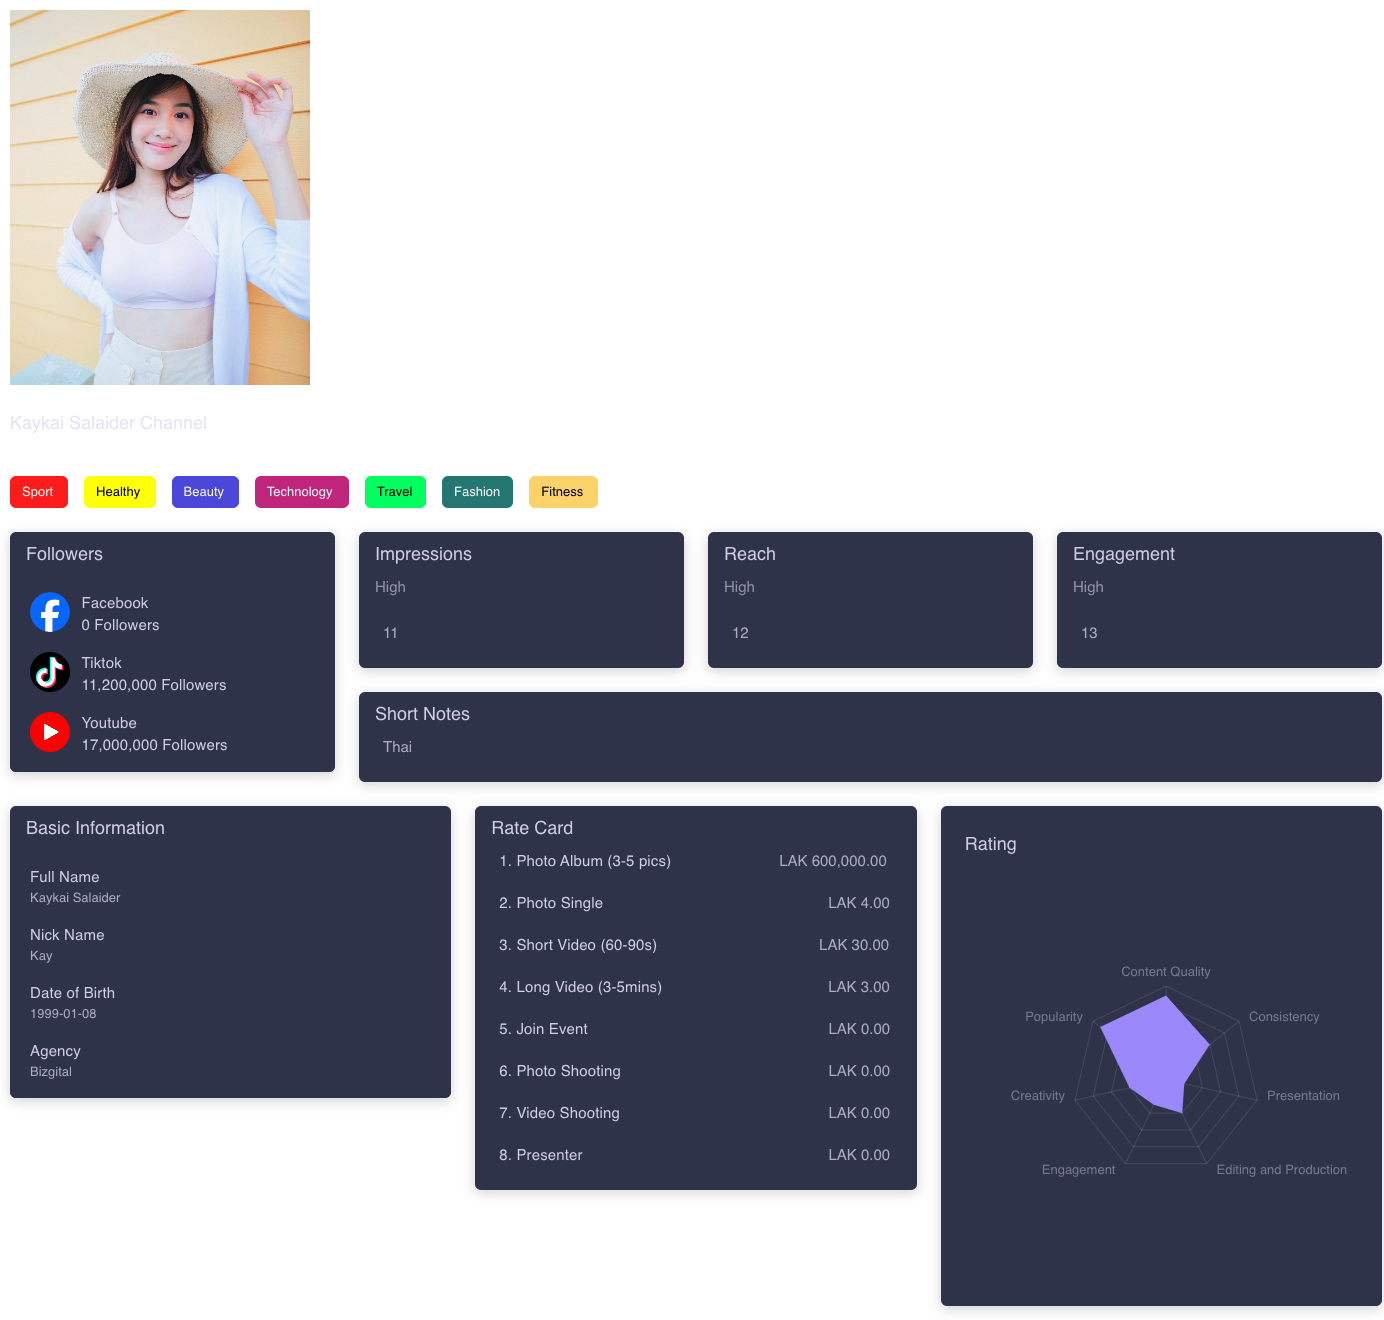 Kaykai Salaider Channel
Sport
Healthy
Beauty
Technology
Travel
Fashion
Fitness
Followers
Facebook
0 Followers
Tiktok
11,200,000 Followers
Youtube
17,000,000 Followers
Impressions
High
11
Reach
High
12
Engagement
High
13
Short Notes
Thai
Basic Information
Full Name
Kaykai Salaider
Nick Name
Kay
Date of Birth
1999-01-08
Agency
Bizgital
Rate Card
1. Photo Album (3-5 pics) LAK 600,000.00
2. Photo Single LAK 4.00
3. Short Video (60-90s) LAK 30.00
4. Long Video (3-5mins) LAK 3.00
5. Join Event LAK 0.00
6. Photo Shooting LAK 0.00
7. Video Shooting LAK 0.00
8. Presenter LAK 0.00
Rating
Content Quality
Popularity
Consistency
Creativity
Presentation
Engagement
Editing and Production